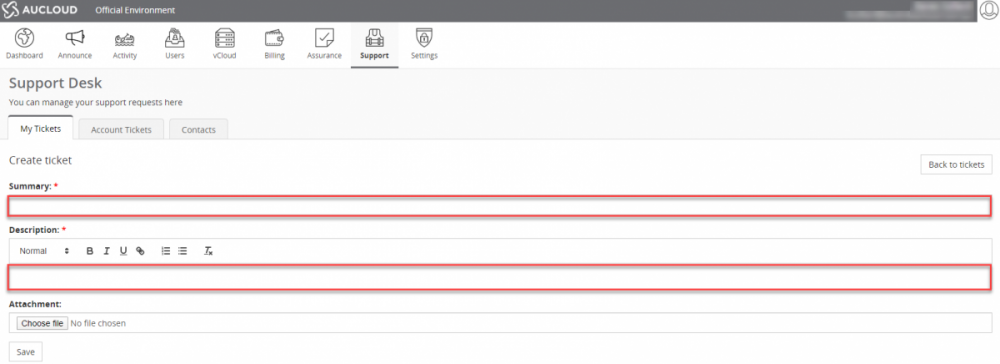 AUCLOUD Official Environment
Dashboard Announce Activity Users vCloud Billing Assurance Support Settings
Support Desk
You can manage your support requests here
My Tickets Account Tickets Contacts
Create ticket
Back to tickets
Summary: *
Description: *
Normal B I U Tx
Attachment:
Choose file No file chosen
Save